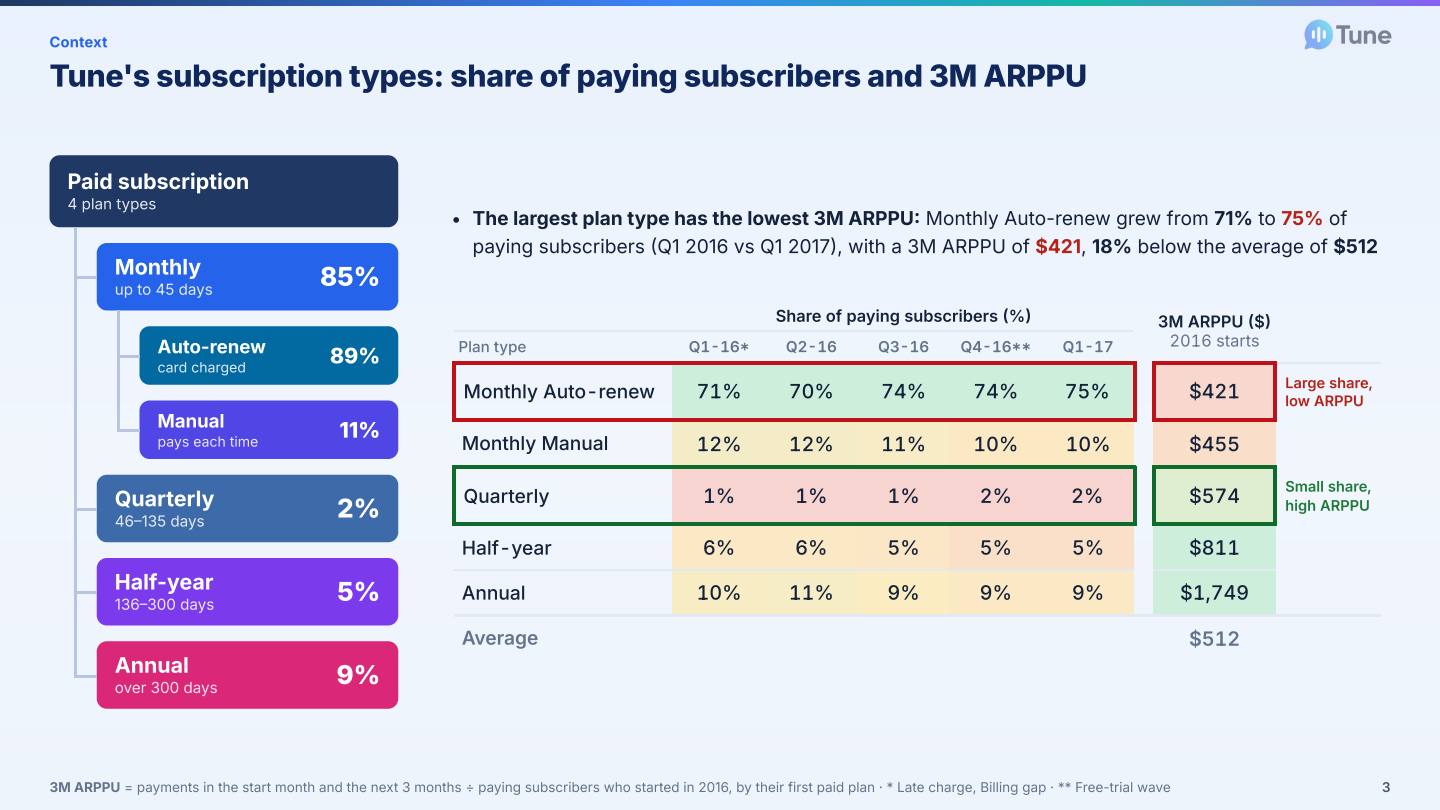 Context
Tune
Tune's subscription types: share of paying subscribers and 3M ARPPU
Paid subscription
4 plan types
Monthly
up to 45 days
85%
Auto-renew
card charged
89%
Manual
pays each time
11%
Quarterly
46–135 days
2%
Half-year
136–300 days
5%
Annual
over 300 days
9%
• The largest plan type has the lowest 3M ARPPU: Monthly Auto-renew grew from 71% to 75% of
paying subscribers (Q1 2016 vs Q1 2017), with a 3M ARPPU of $421, 18% below the average of $512
Share of paying subscribers (%)
3M ARPPU ($)
2016 starts
Plan type Q1-16* Q2-16 Q3-16 Q4-16** Q1-17
Monthly Auto-renew 71% 70% 74% 74% 75% $421
Large share,
low ARPPU
Monthly Manual 12% 12% 11% 10% 10% $455
Quarterly 1% 1% 1% 2% 2% $574
Small share,
high ARPPU
Half-year 6% 6% 5% 5% 5% $811
Annual 10% 11% 9% 9% 9% $1,749
Average $512
3M ARPPU = payments in the start month and the next 3 months ÷ paying subscribers who started in 2016, by their first paid plan · * Late charge, Billing gap · ** Free-trial wave
3